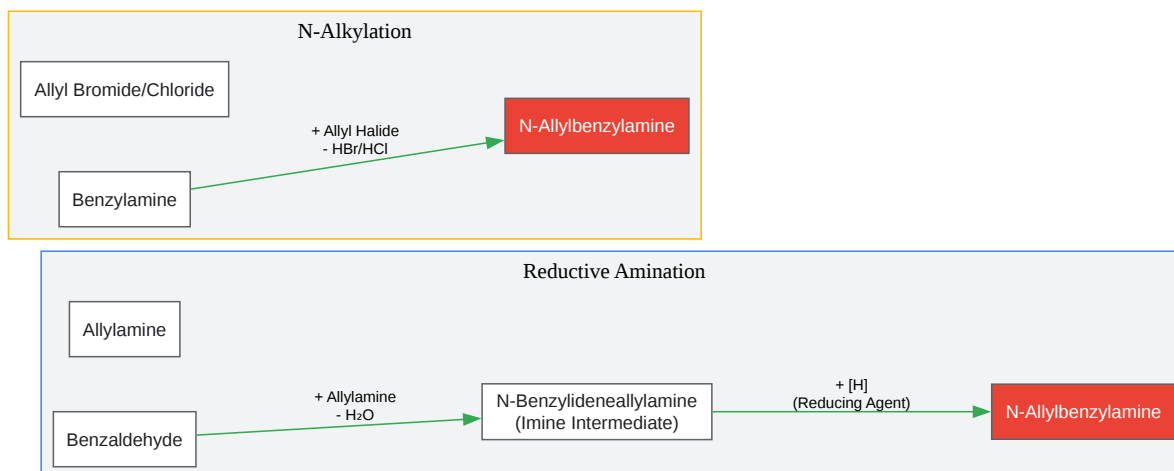 N-Alkylation
Allyl Bromide/Chloride
+ Allyl Halide
- HBr/HCl
N-Allylbenzylamine
Benzylamine
Reductive Amination
Allylamine
+ Allylamine
- H₂O
Benzaldehyde
N-Benzylideneallylamine
(Imine Intermediate)
+ [H]
(Reducing Agent)
N-Allylbenzylamine